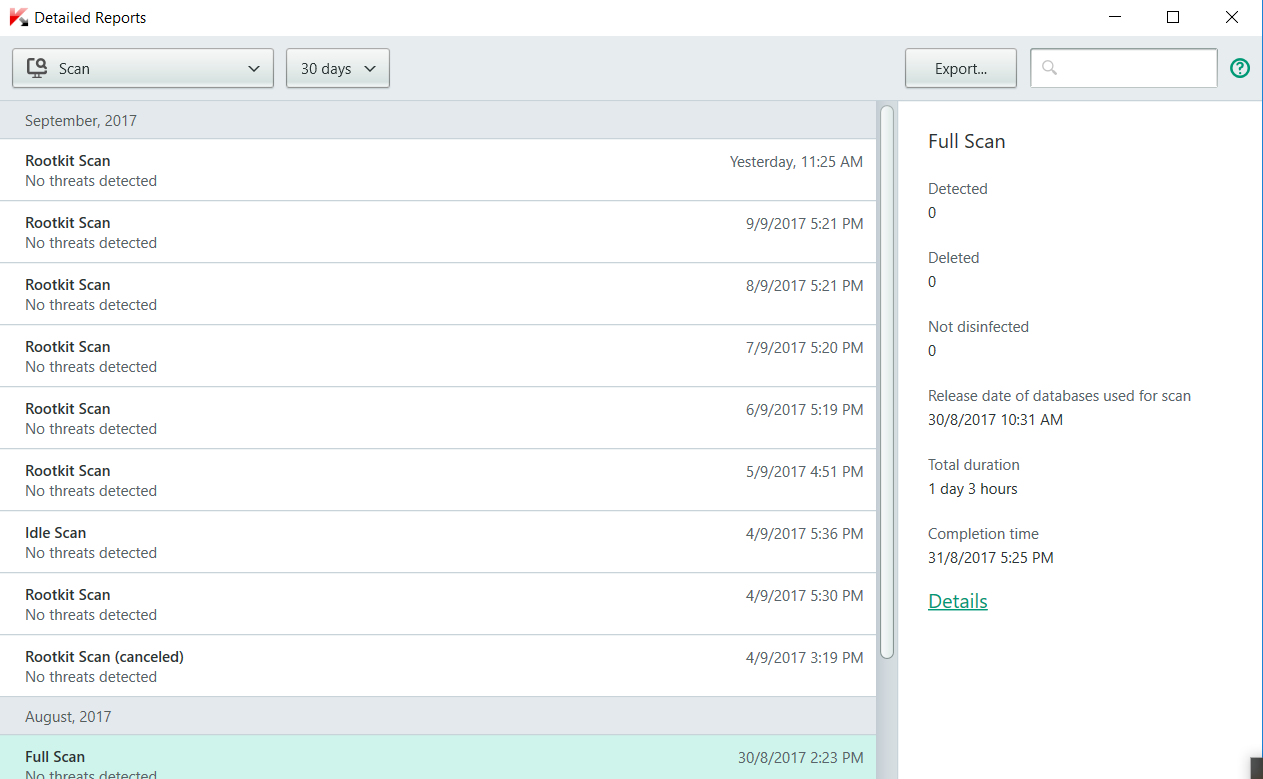 Detailed Reports
Scan
30 days
Export...
September, 2017
Rootkit Scan
Yesterday, 11:25 AM
No threats detected
Rootkit Scan
9/9/2017 5:21 PM
No threats detected
Rootkit Scan
8/9/2017 5:21 PM
No threats detected
Rootkit Scan
7/9/2017 5:20 PM
No threats detected
Rootkit Scan
6/9/2017 5:19 PM
No threats detected
Rootkit Scan
5/9/2017 4:51 PM
No threats detected
Idle Scan
4/9/2017 5:36 PM
No threats detected
Rootkit Scan
4/9/2017 5:30 PM
No threats detected
Rootkit Scan (canceled)
4/9/2017 3:19 PM
No threats detected
August, 2017
Full Scan
30/8/2017 2:23 PM
No threats detected
Full Scan
Detected
0
Deleted
0
Not disinfected
0
Release date of databases used for scan
30/8/2017 10:31 AM
Total duration
1 day 3 hours
Completion time
31/8/2017 5:25 PM
Details